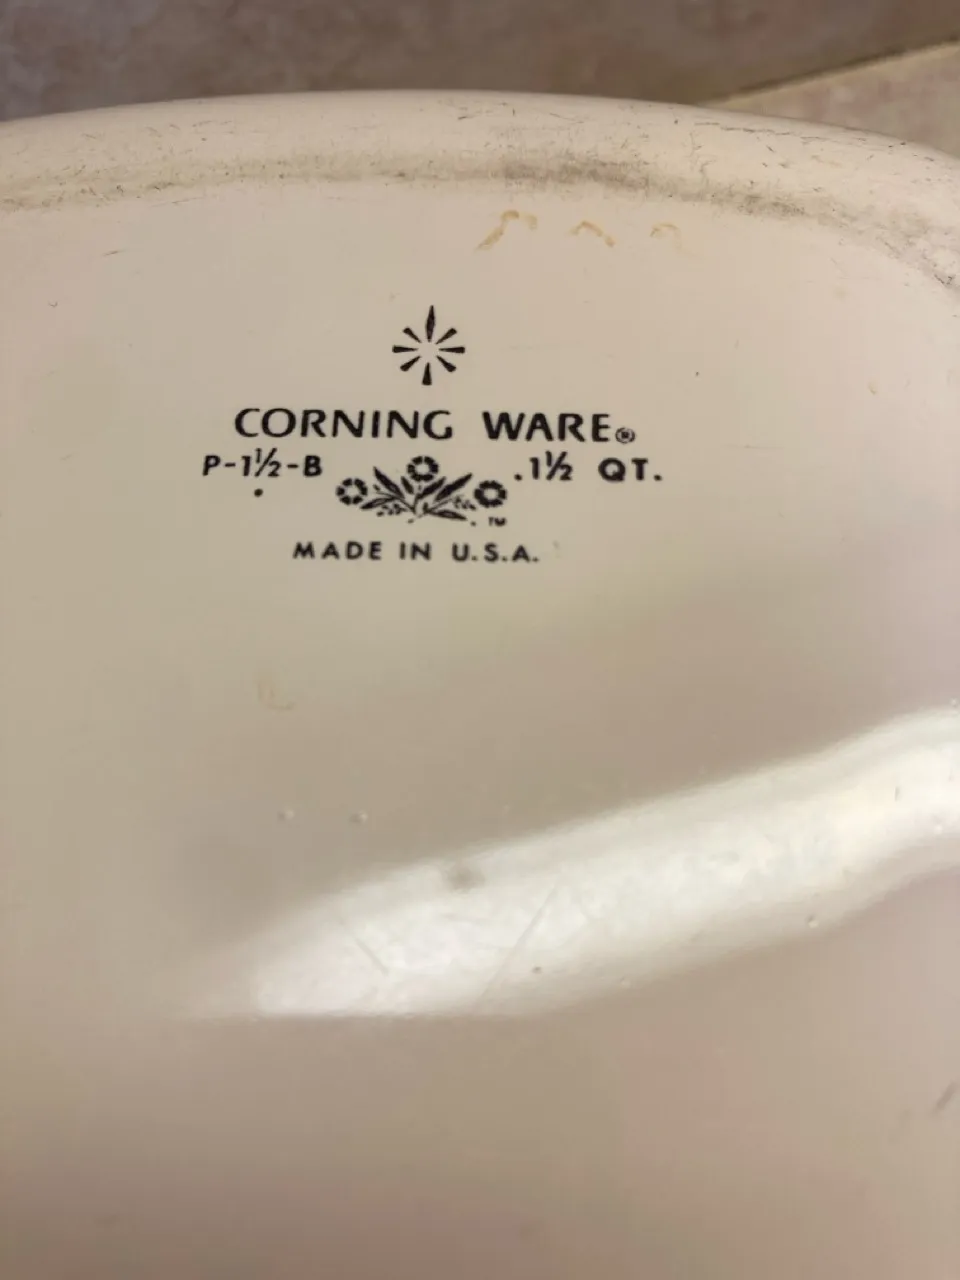 CORNING WARE®
P-1½-B .1½ QT.
TM
MADE IN U.S.A.